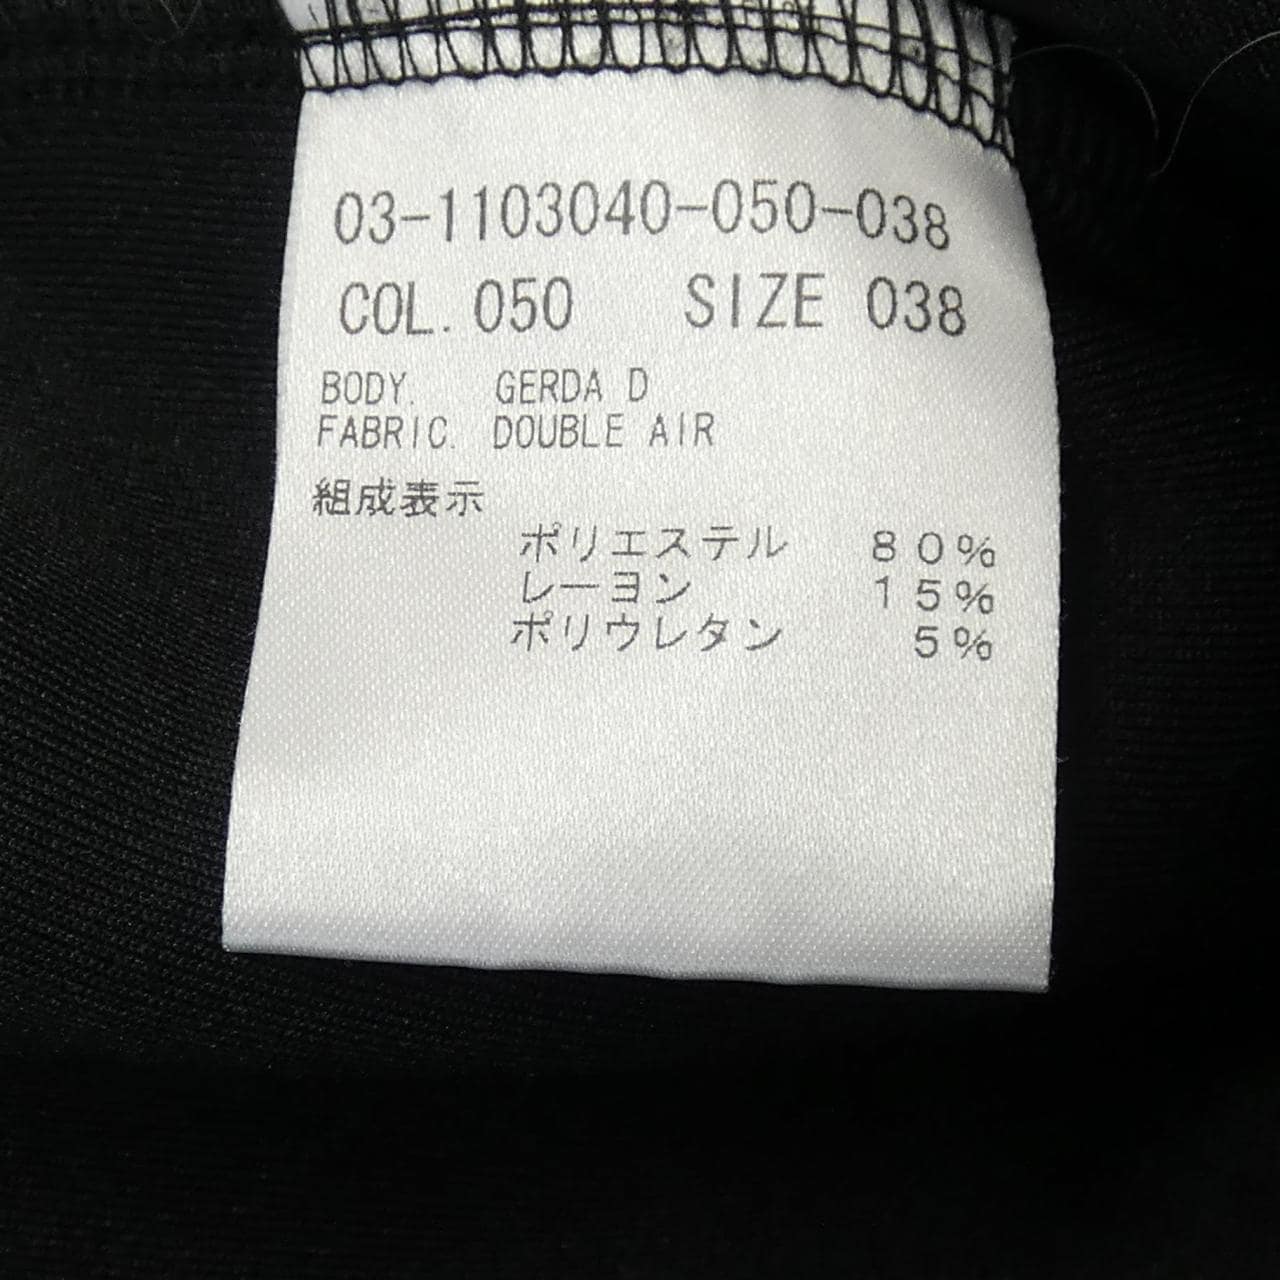 03-1103040-050-038
COL. 050 SIZE 038
BODY. GERDA D
FABRIC. DOUBLE AIR
組成表示
ポリエステル 80%
レーヨン 15%
ポリウレタン 5%